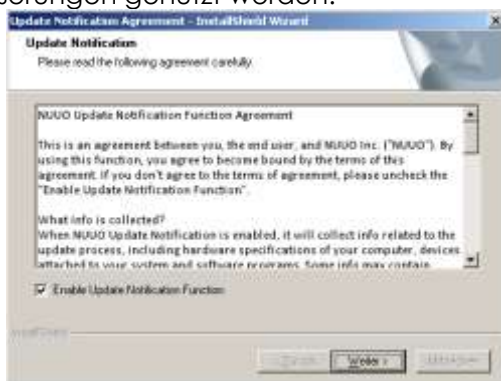 genutzt werden.
Update Notification Agreement - InstallShield Wizard
Update Notification
Please read the following agreement carefully.
NUUO Update Notification Function Agreement
This is an agreement between you, the end user, and NUUO Inc. ("NUUO"). By
using this function, you agree to become bound by the terms of this
agreement. If you don't agree to the terms of agreement, please uncheck the
"Enable Update Notification Function".
What info is collected?
When NUUO Update Notification is enabled, it will collect info related to the
update process, including hardware specifications of your computer, devices
attached to your system and software programs. Some info may contain
Enable Update Notification Function
InstallShield
Weiter >